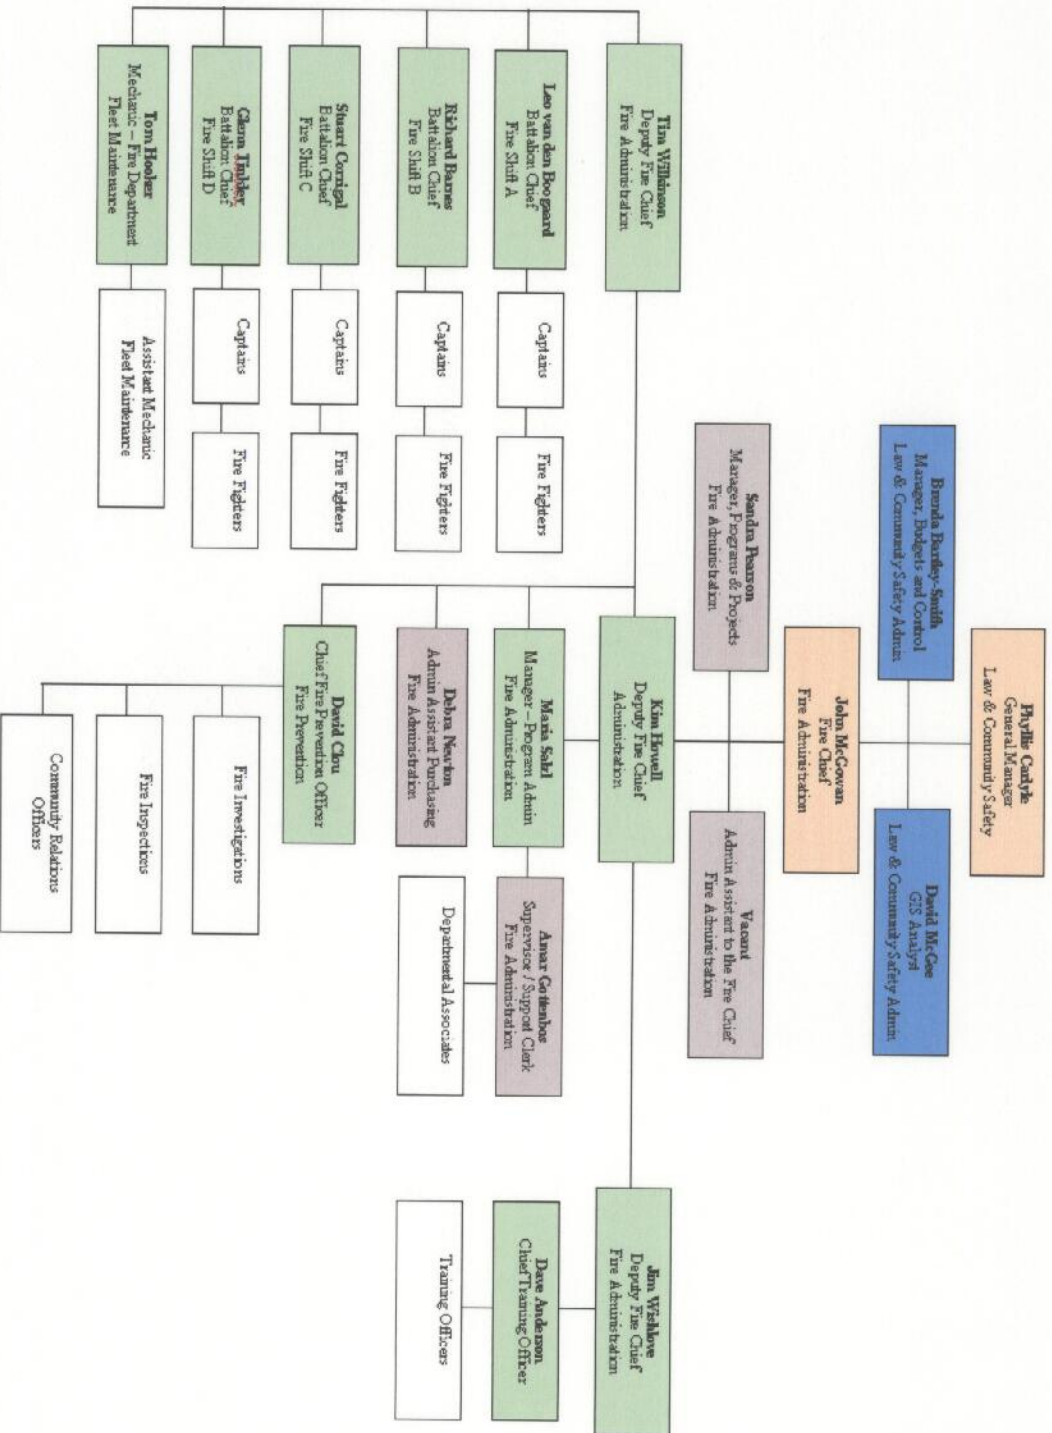 Phyllis Carlyle
General Manager
Law & Community Safety
Brenda Bartley-Smith
Manager, Budgets and Control
Law & Community Safety Admin
David McGee
GIS Analyst
Law & Community Safety Admin
John McGowan
Fire Chief
Fire Administration
Sandra Pearson
Manager, Programs & Projects
Fire Administration
Vacant
Admin Assistant to the Fire Chief
Fire Administration
Tim Wilkinson
Deputy Fire Chief
Fire Administration
Kim Howell
Deputy Fire Chief
Administration
Jim Wishlove
Deputy Fire Chief
Fire Administration
Leo van den Boogaard
Battalion Chief
Fire Shift A
Captains
Fire Fighters
Richard Barnes
Battalion Chief
Fire Shift B
Captains
Fire Fighters
Stuart Corrigal
Battalion Chief
Fire Shift C
Captains
Fire Fighters
Glenn
Battalion Chief
Fire Shift D
Captains
Fire Fighters
Tom Hooher
Mechanic – Fire Department
Fleet Maintenance
Assistant Mechanic
Fleet Maintenance
Maria Salzl
Manager – Program Admin
Fire Administration
Amar Gottenbos
Supervisor / Support Clerk
Fire Administration
Departmental Associates
Debra Newton
Admin Assistant Purchasing
Fire Administration
David Clou
Chief Fire Prevention Officer
Fire Prevention
Fire Investigations
Fire Inspections
Community Relations
Officers
Dave Anderson
Chief Training Officer
Training Officers